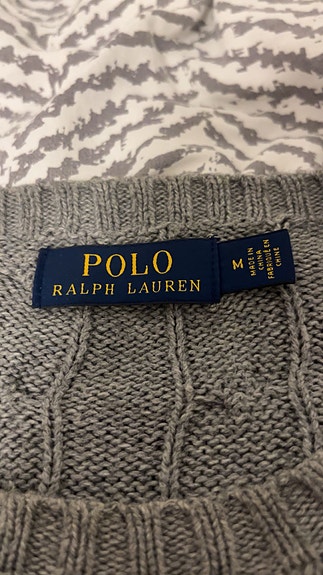 POLO
RALPH LAUREN
M
MADE IN
CHINA
FABRIQUÉ EN
CHINE